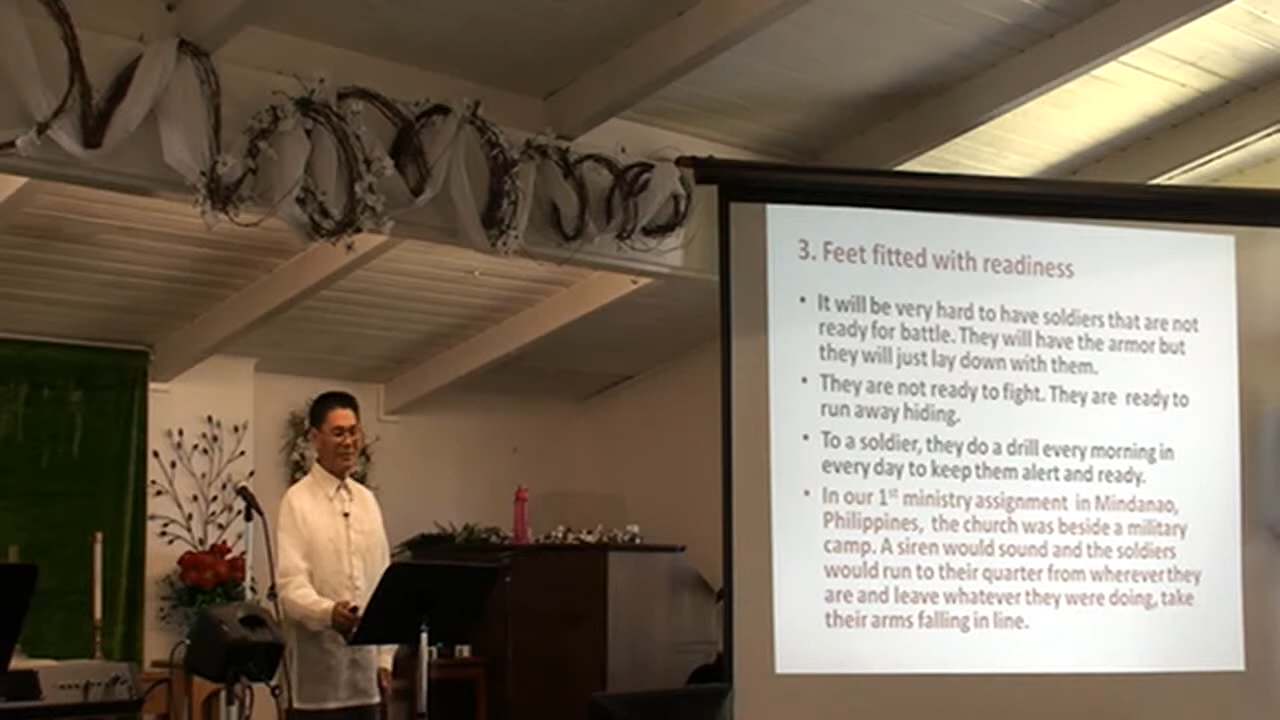 3. Feet fitted with readiness
• It will be very hard to have soldiers that are not
ready for battle. They will have the armor but
they will just lay down with them.
• They are not ready to fight. They are ready to
run away hiding.
• To a soldier, they do a drill every morning in
every day to keep them alert and ready.
• In our 1st ministry assignment in Mindanao,
Philippines, the church was beside a military
camp. A siren would sound and the soldiers
would run to their quarter from wherever they
are and leave whatever they were doing, take
their arms falling in line.